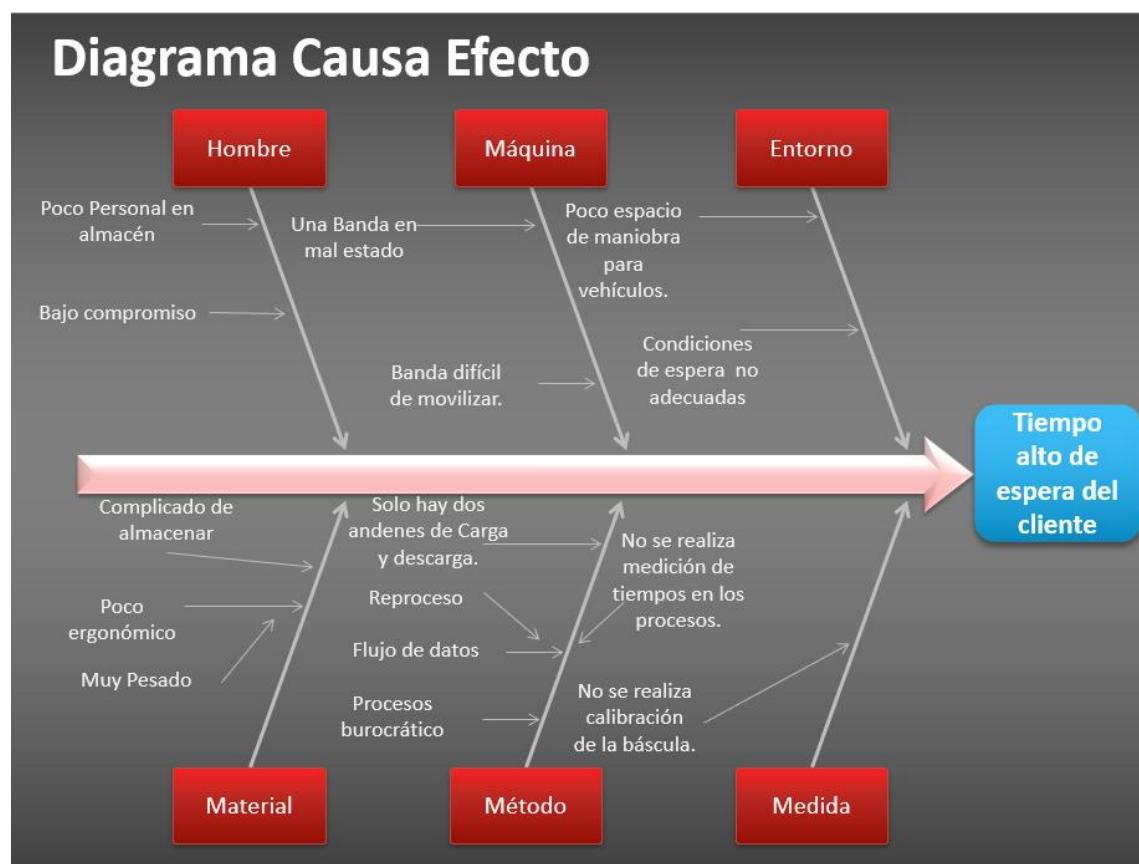 Diagrama Causa Efecto
Hombre
Máquina
Entorno
Poco Personal en
almacén
Una Banda en
mal estado
Poco espacio
de maniobra
para
vehículos.
Bajo compromiso
Banda difícil
de movilizar.
Condiciones
de espera no
adecuadas
Tiempo
alto de
espera del
cliente
Complicado de
almacenar
Solo hay dos
andenes de Carga
y descarga.
No se realiza
medición de
tiempos en los
procesos.
Reproceso
Poco
ergonómico
Flujo de datos
Muy Pesado
Procesos
burocrático
No se realiza
calibración
de la báscula.
Material
Método
Medida